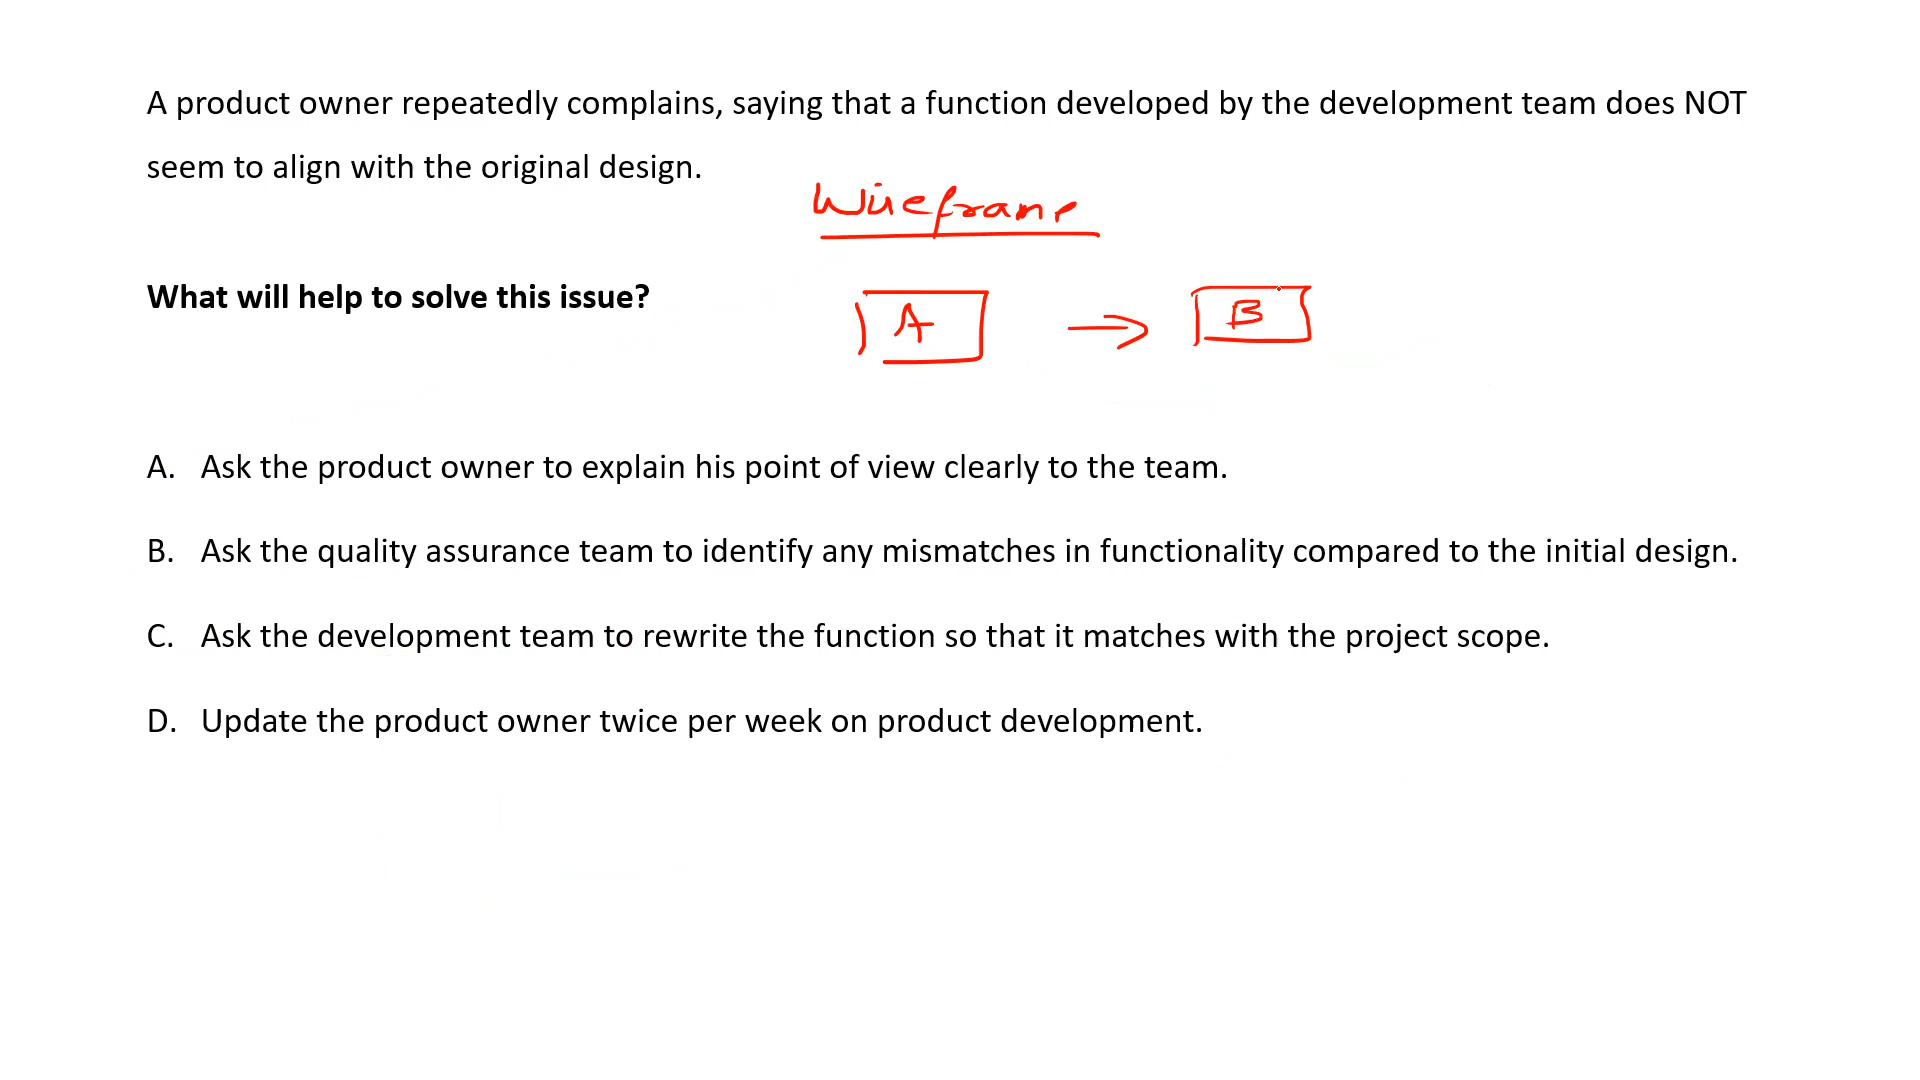 A product owner repeatedly complains, saying that a function developed by the development team does NOT
seem to align with the original design.
Wireframe
What will help to solve this issue?
A
B
A. Ask the product owner to explain his point of view clearly to the team.
B. Ask the quality assurance team to identify any mismatches in functionality compared to the initial design.
C. Ask the development team to rewrite the function so that it matches with the project scope.
D. Update the product owner twice per week on product development.